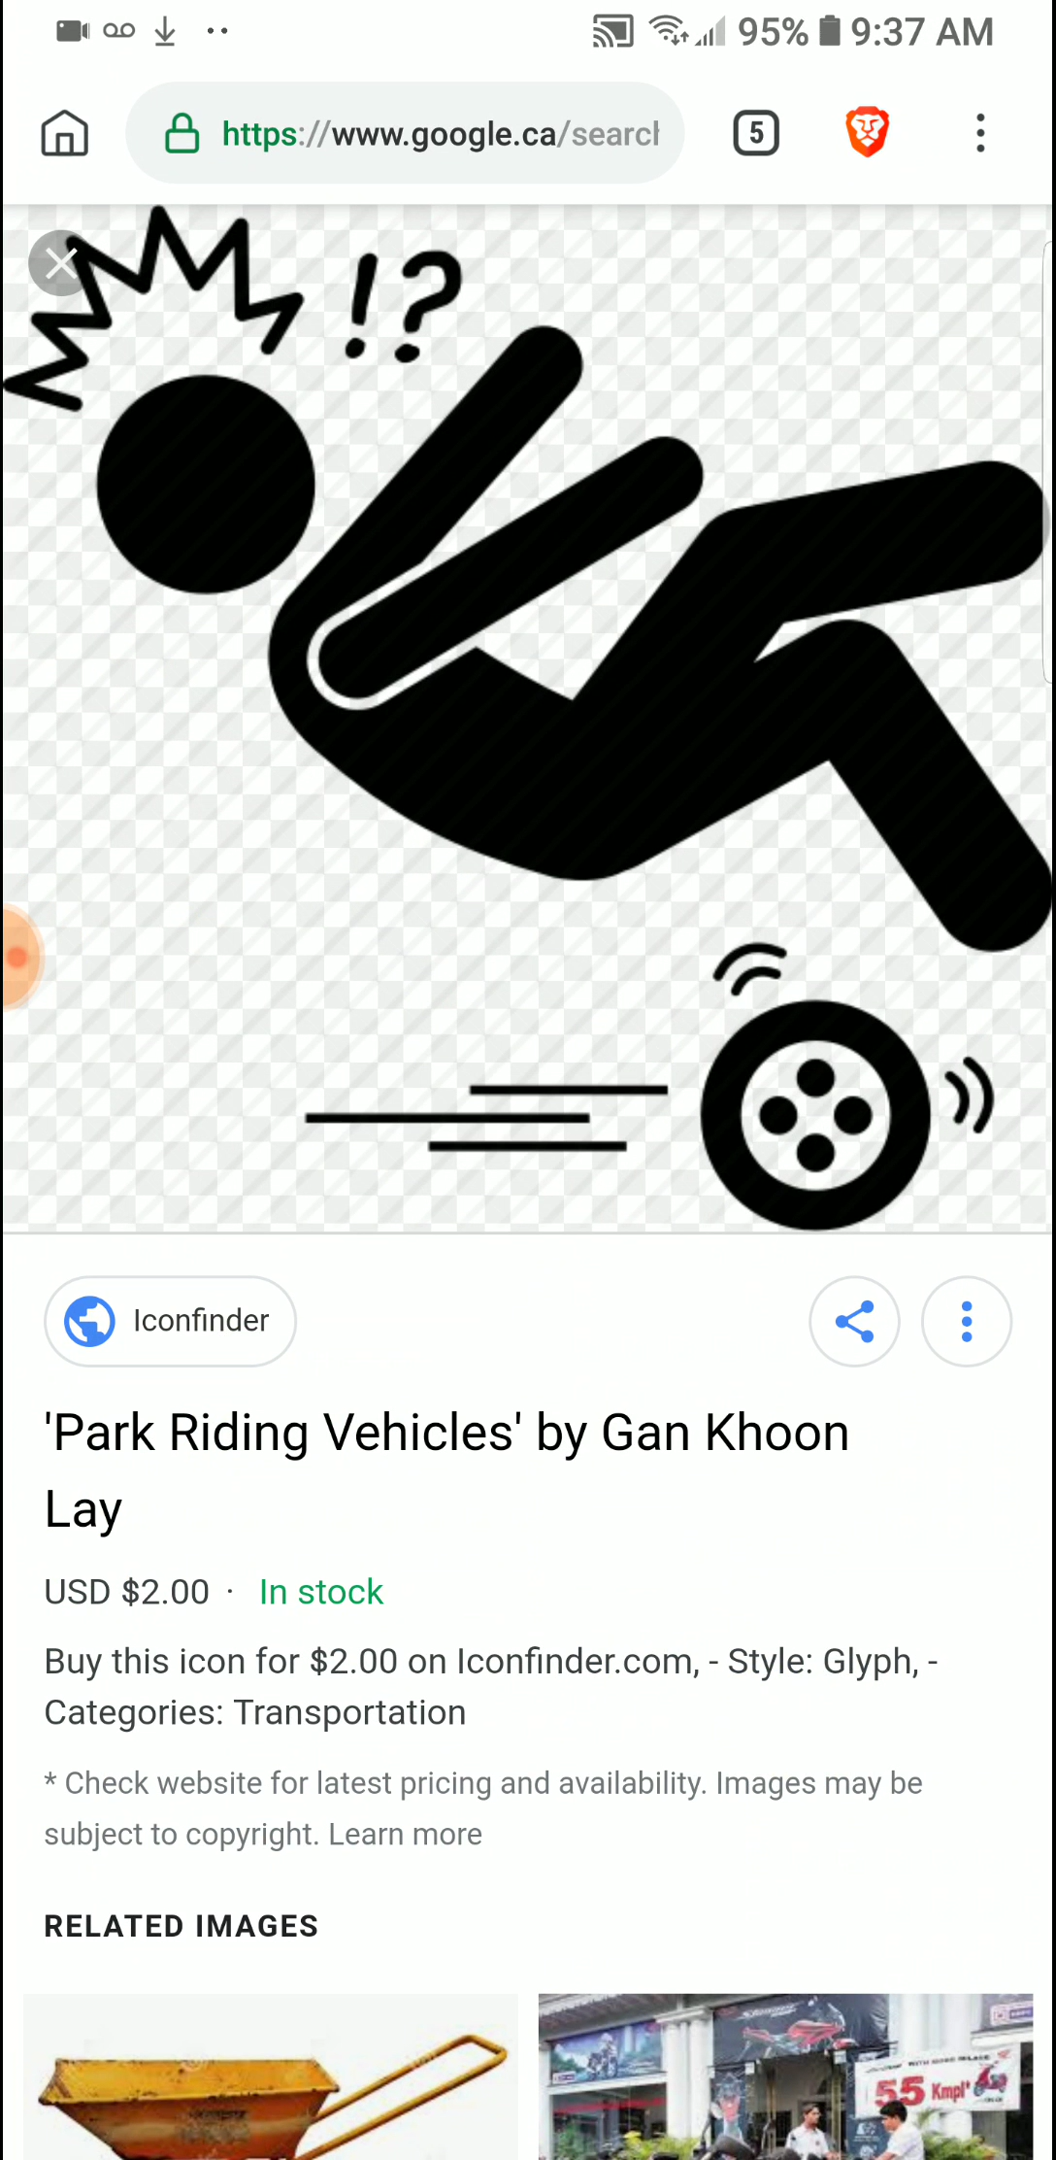 95% 9:37 AM
https://www.google.ca/search
5
!?
Iconfinder
'Park Riding Vehicles' by Gan Khoon
Lay
USD $2.00 · In stock
Buy this icon for $2.00 on Iconfinder.com, - Style: Glyph, -
Categories: Transportation
* Check website for latest pricing and availability. Images may be
subject to copyright. Learn more
RELATED IMAGES
55 Kmpl*